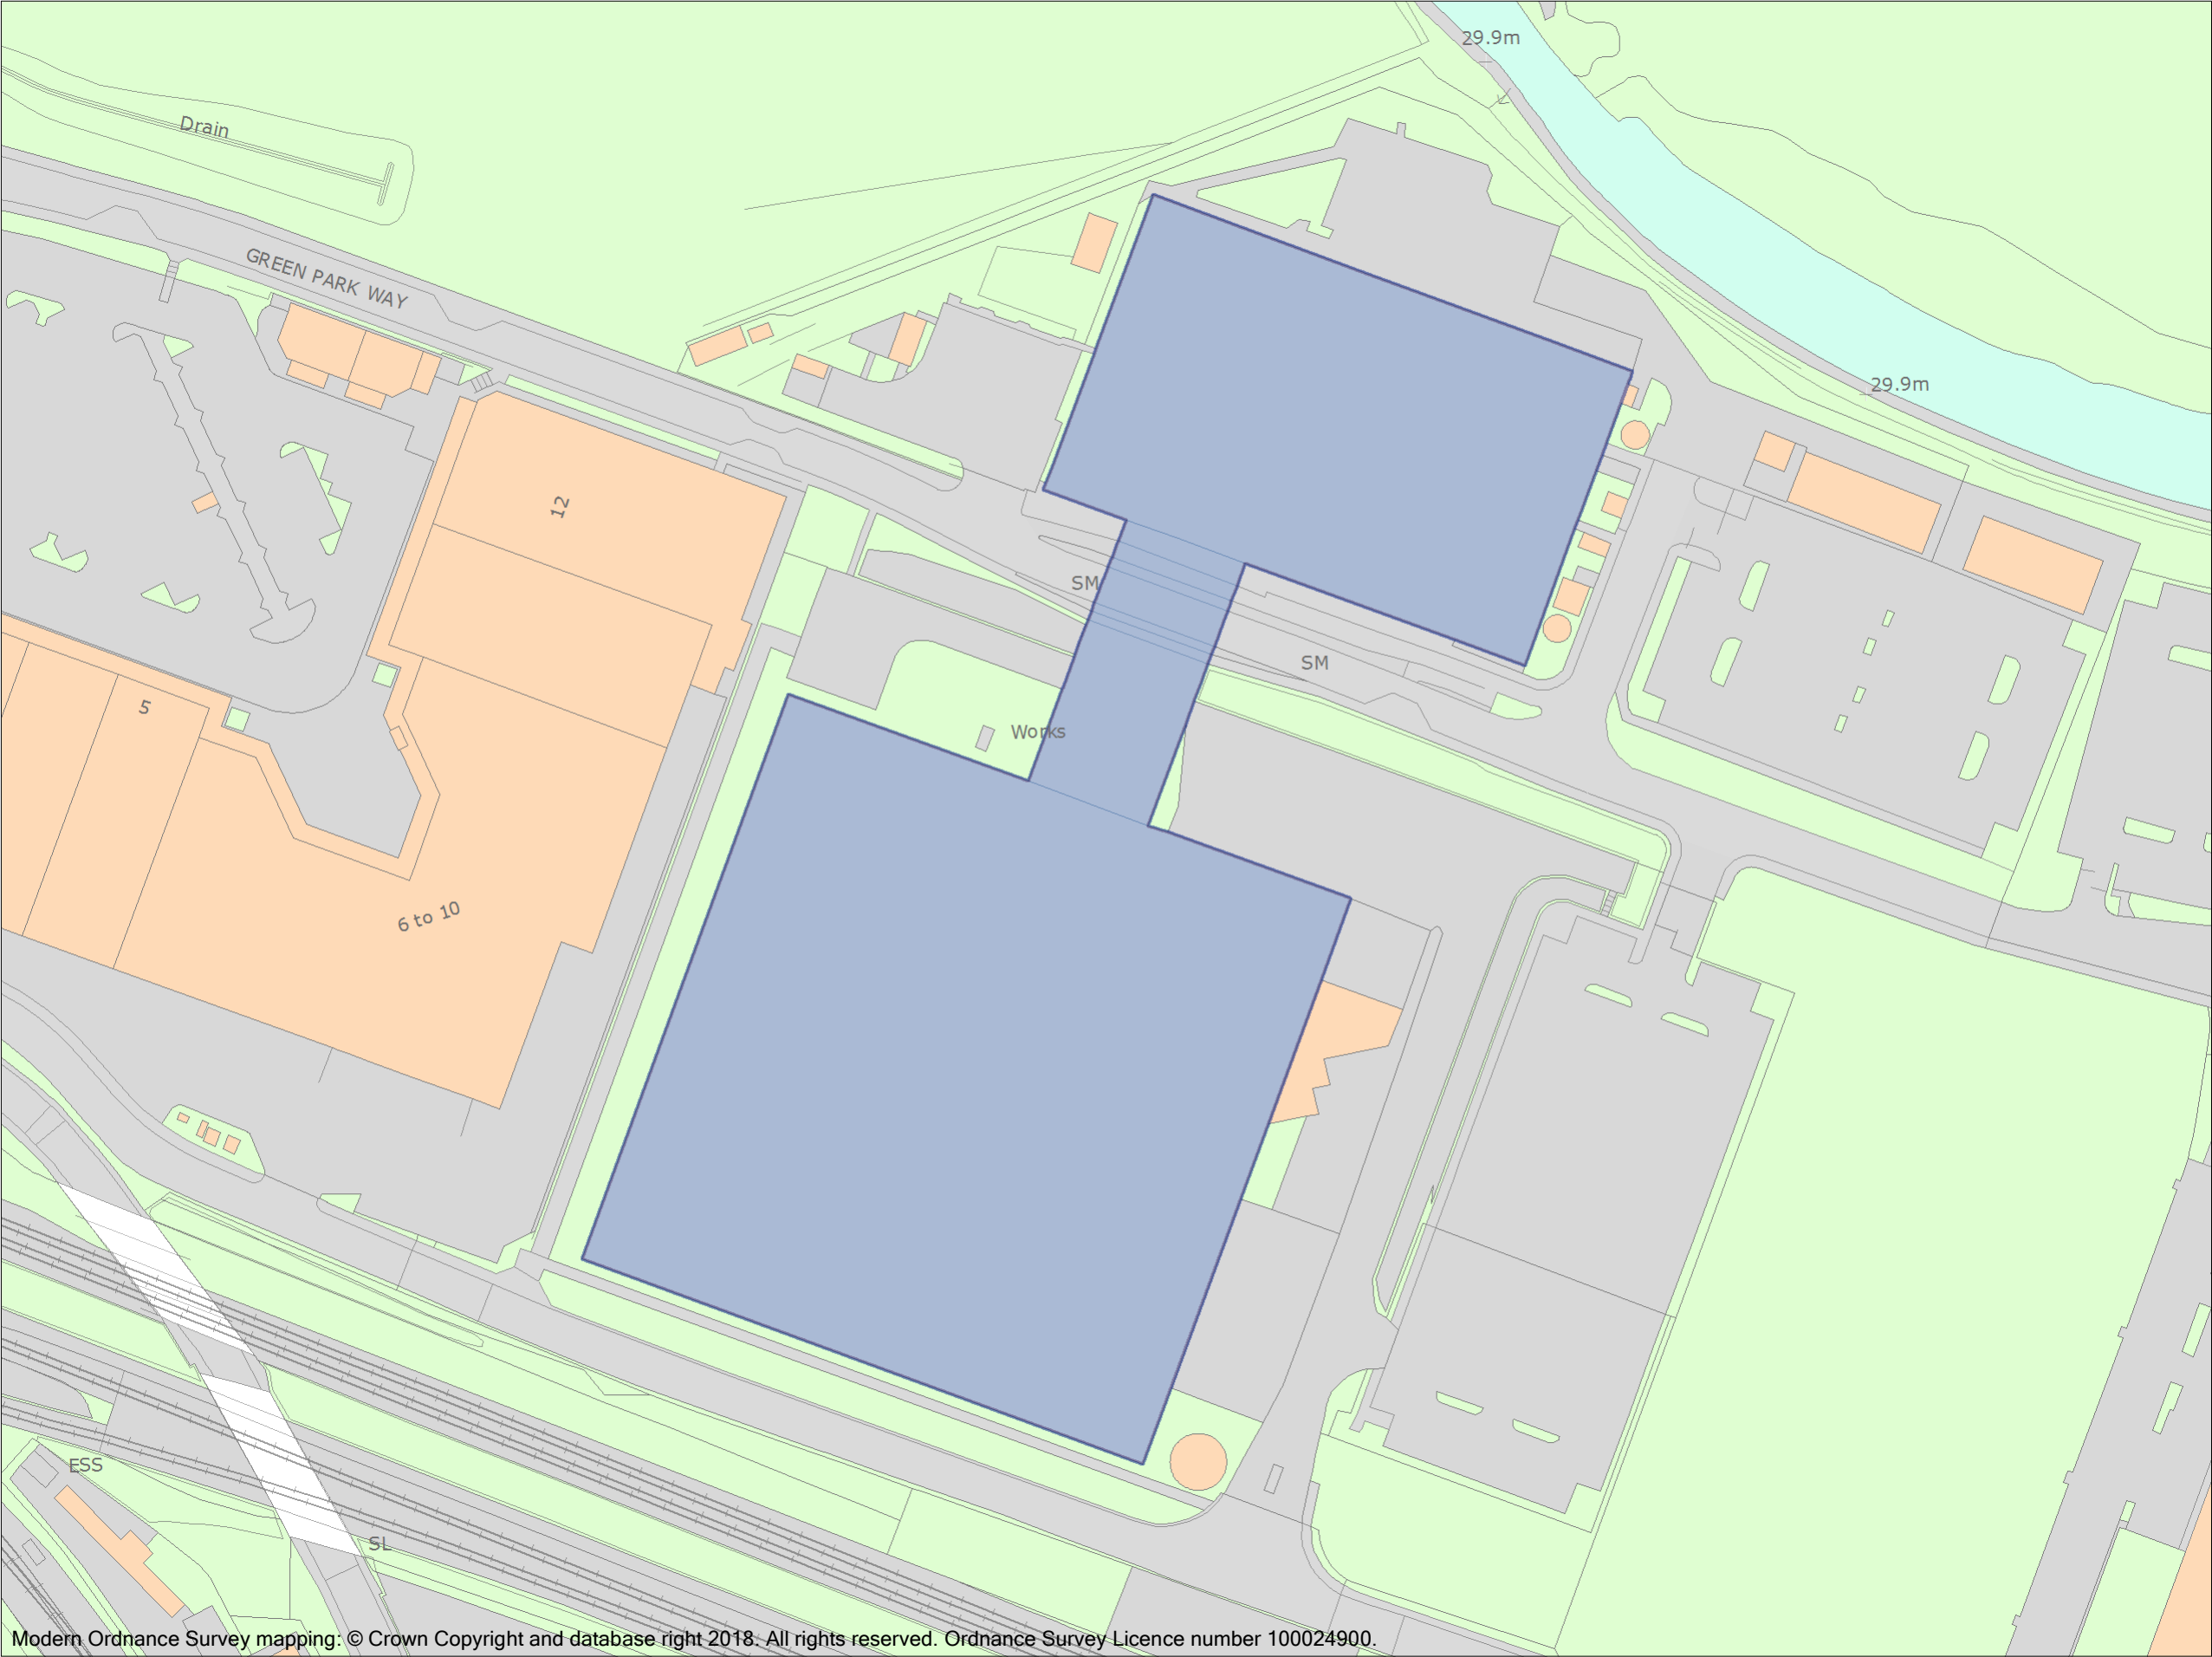 29.9m
Drain
GREEN PARK WAY
29.9m
12
SM
SM
5
Works
6 to 10
ESS
SL
Modern Ordnance Survey mapping: © Crown Copyright and database right 2018. All rights reserved. Ordnance Survey Licence number 100024900.